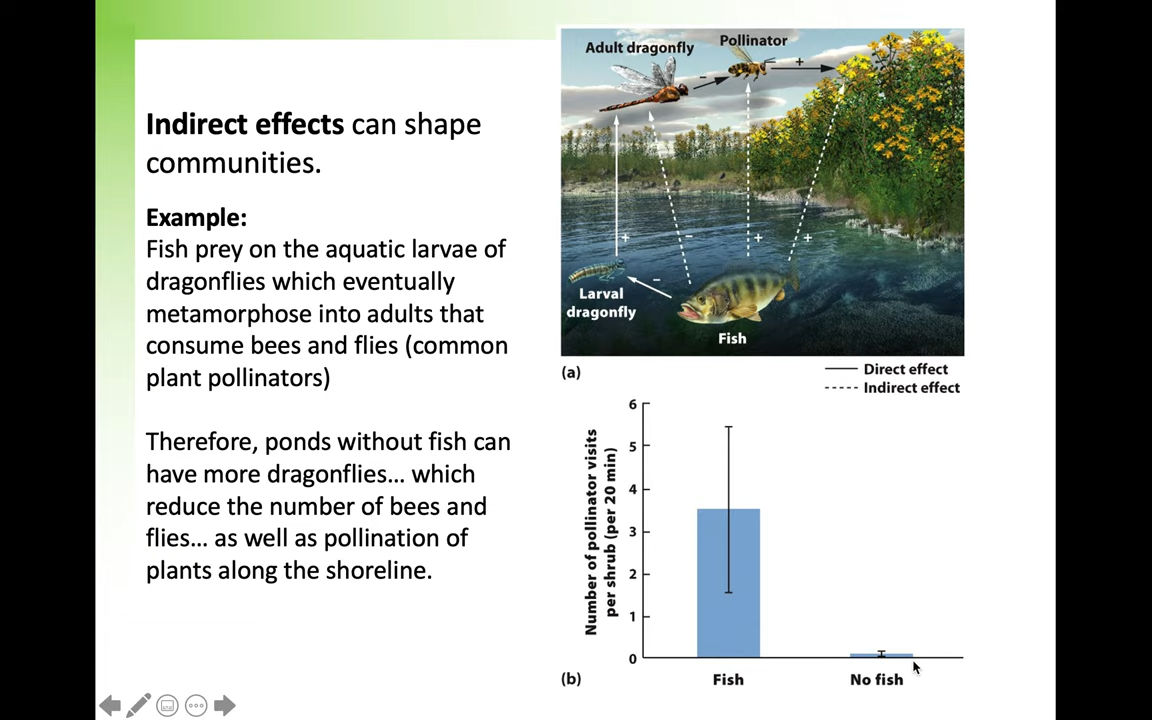 Indirect effects can shape
communities.
Example:
Fish prey on the aquatic larvae of
dragonflies which eventually
metamorphose into adults that
consume bees and flies (common
plant pollinators)
Therefore, ponds without fish can
have more dragonflies... which
reduce the number of bees and
flies... as well as pollination of
plants along the shoreline.
Adult dragonfly
Pollinator
+
–
+
–
+
+
–
Larval
dragonfly
Fish
(a)
Direct effect
Indirect effect
Number of pollinator visits
per shrub (per 20 min)
6
5
4
3
2
1
0
Fish
No fish
(b)